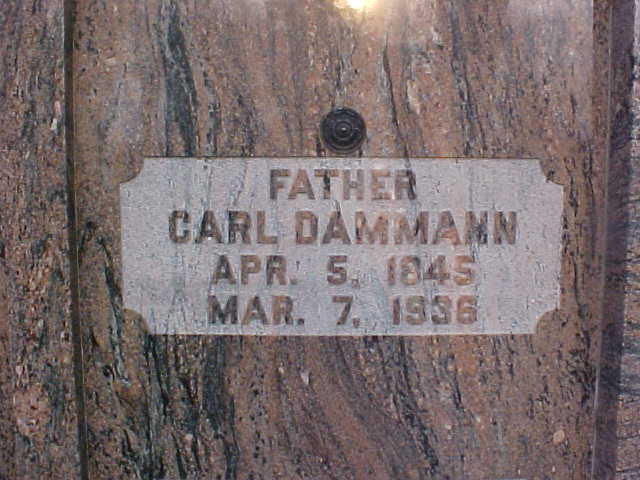 FATHER
CARL DAMMANN
APR. 5, 1845
MAR. 7, 1936